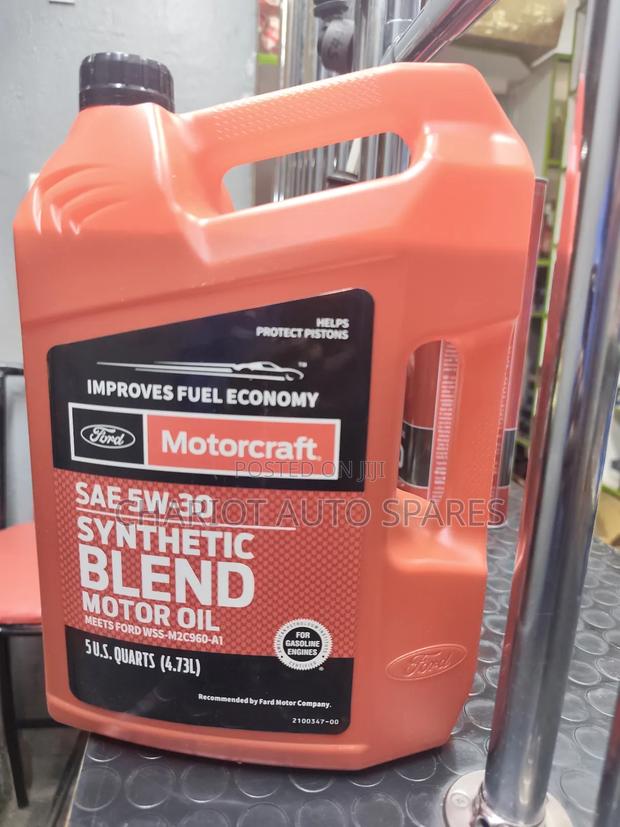 HELPS
PROTECT PISTONS
TM
IMPROVES FUEL ECONOMY
Ford
Motorcraft
POSTED ON JIJI
SAE 5W-30
CHARIOT AUTO SPARES
SYNTHETIC
BLEND
MOTOR OIL
MEETS FORD WSS-M2C960-A1
FOR
GASOLINE
ENGINES
5 U.S. QUARTS (4.73L)
Ford
Recommended by Ford Motor Company.
2100347-00